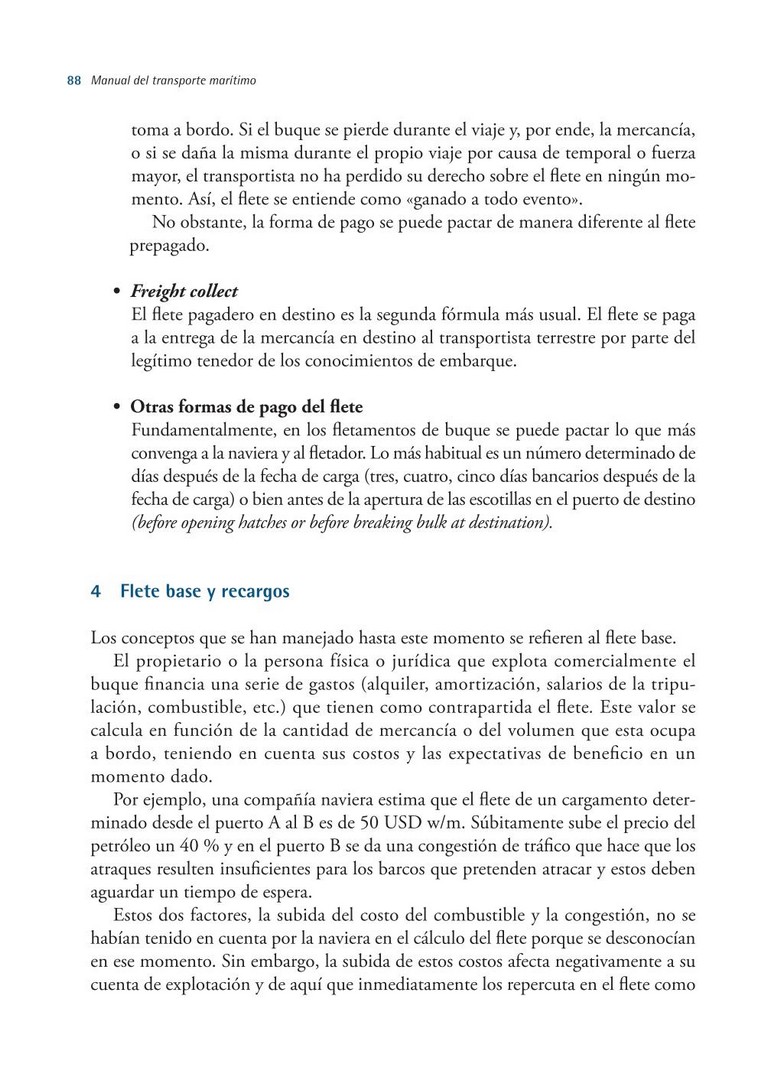 88 Manual del transporte marítimo
toma a bordo. Si el buque se pierde durante el viaje y, por ende, la mercancía,
o si se daña la misma durante el propio viaje por causa de temporal o fuerza
mayor, el transportista no ha perdido su derecho sobre el flete en ningún mo-
mento. Así, el flete se entiende como «ganado a todo evento».
No obstante, la forma de pago se puede pactar de manera diferente al flete
prepagado.
• Freight collect
El flete pagadero en destino es la segunda fórmula más usual. El flete se paga
a la entrega de la mercancía en destino al transportista terrestre por parte del
legítimo tenedor de los conocimientos de embarque.
• Otras formas de pago del flete
Fundamentalmente, en los fletamentos de buque se puede pactar lo que más
convenga a la naviera y al fletador. Lo más habitual es un número determinado de
días después de la fecha de carga (tres, cuatro, cinco días bancarios después de la
fecha de carga) o bien antes de la apertura de las escotillas en el puerto de destino
(before opening hatches or before breaking bulk at destination).
4 Flete base y recargos
Los conceptos que se han manejado hasta este momento se refieren al flete base.
El propietario o la persona física o jurídica que explota comercialmente el
buque financia una serie de gastos (alquiler, amortización, salarios de la tripu-
lación, combustible, etc.) que tienen como contrapartida el flete. Este valor se
calcula en función de la cantidad de mercancía o del volumen que esta ocupa
a bordo, teniendo en cuenta sus costos y las expectativas de beneficio en un
momento dado.
Por ejemplo, una compañía naviera estima que el flete de un cargamento deter-
minado desde el puerto A al B es de 50 USD w/m. Súbitamente sube el precio del
petróleo un 40 % y en el puerto B se da una congestión de tráfico que hace que los
atraques resulten insuficientes para los barcos que pretenden atracar y estos deben
aguardar un tiempo de espera.
Estos dos factores, la subida del costo del combustible y la congestión, no se
habían tenido en cuenta por la naviera en el cálculo del flete porque se desconocían
en ese momento. Sin embargo, la subida de estos costos afecta negativamente a su
cuenta de explotación y de aquí que inmediatamente los repercuta en el flete como